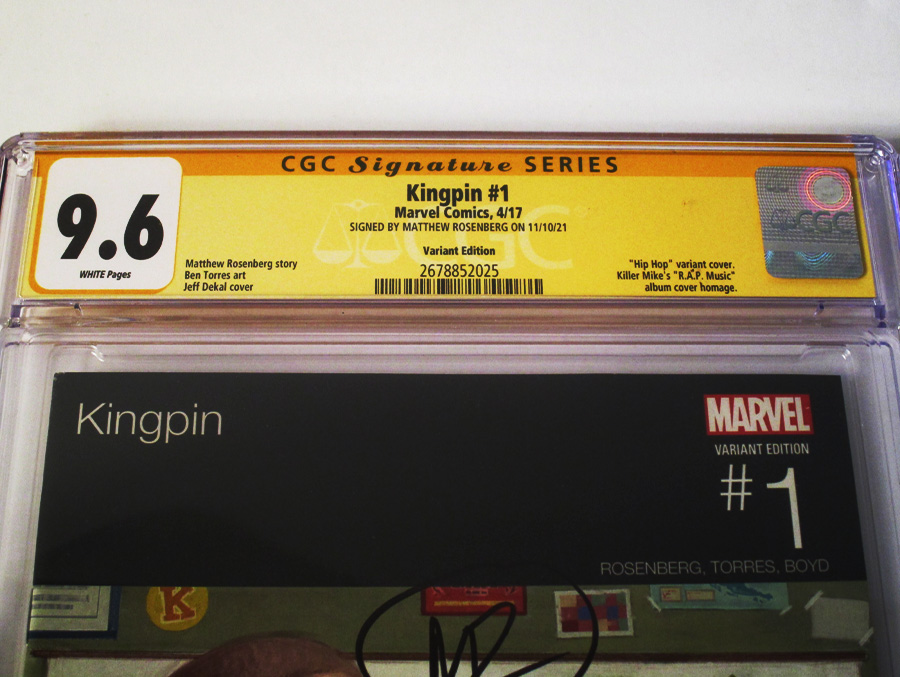 CGC Signature SERIES
9.6
WHITE Pages
Kingpin #1
Marvel Comics, 4/17
SIGNED BY MATTHEW ROSENBERG ON 11/10/21
Variant Edition
2678852025
Matthew Rosenberg story
Ben Torres art
Jeff Dekal cover
"Hip Hop" variant cover.
Killer Mike's "R.A.P. Music"
album cover homage.
CGC
CGC
Kingpin
MARVEL
VARIANT EDITION
#1
ROSENBERG, TORRES, BOYD
K